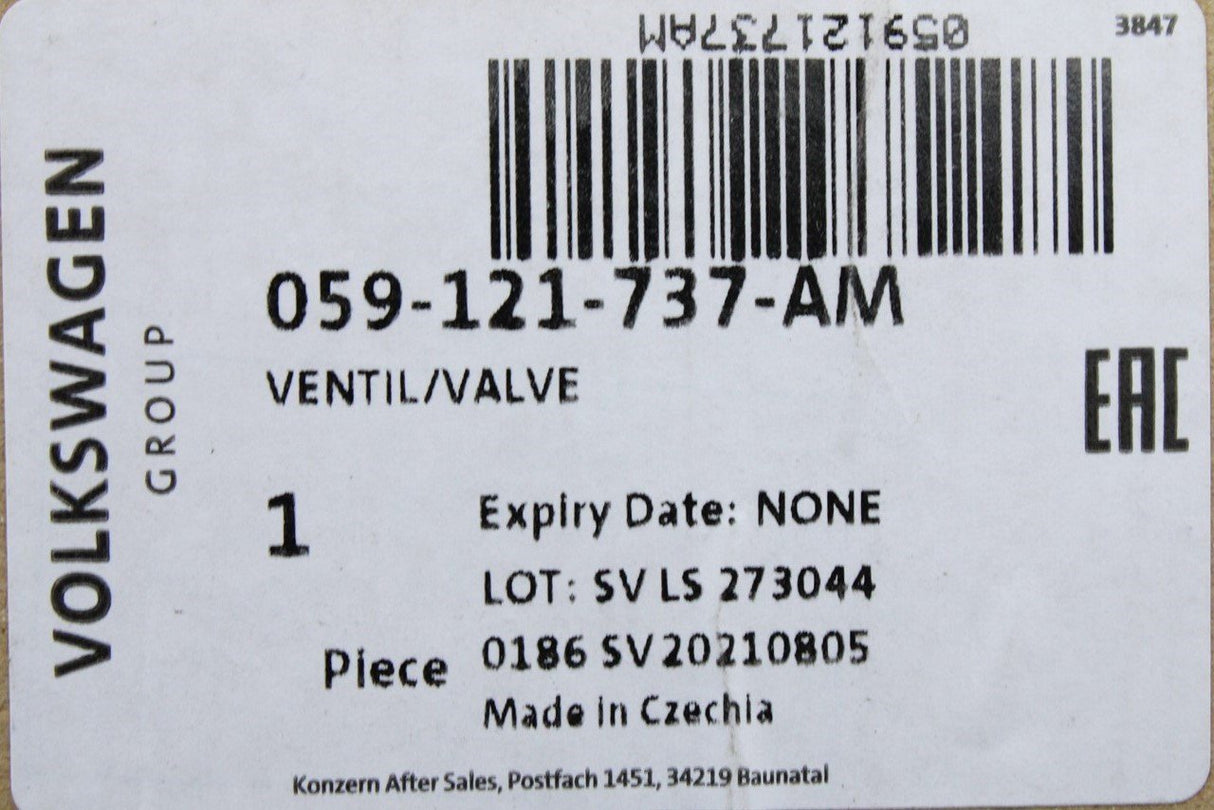 059121737AM
3847
VOLKSWAGEN
GROUP
059-121-737-AM
VENTIL/VALVE
EAC
1
Piece
Expiry Date: NONE
LOT: SV LS 273044
0186 SV 20210805
Made in Czechia
Konzern After Sales, Postfach 1451, 34219 Baunatal